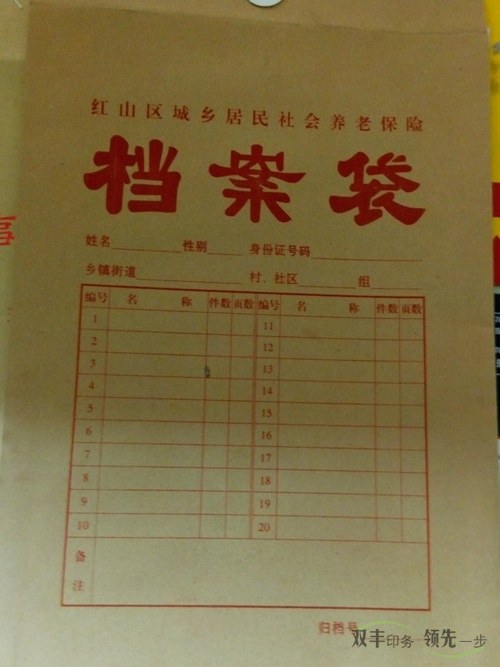 红山区城乡居民社会养老保险
档案袋
姓名 性别 身份证号码
乡镇街道 村、社区 组
编号 名 称 件数 页数 编号 名 称 件数 页数
1 11
2 12
3 13
4 14
5 15
6 16
7 17
8 18
9 19
10 20
备注
归档号
双丰印务 领先一步